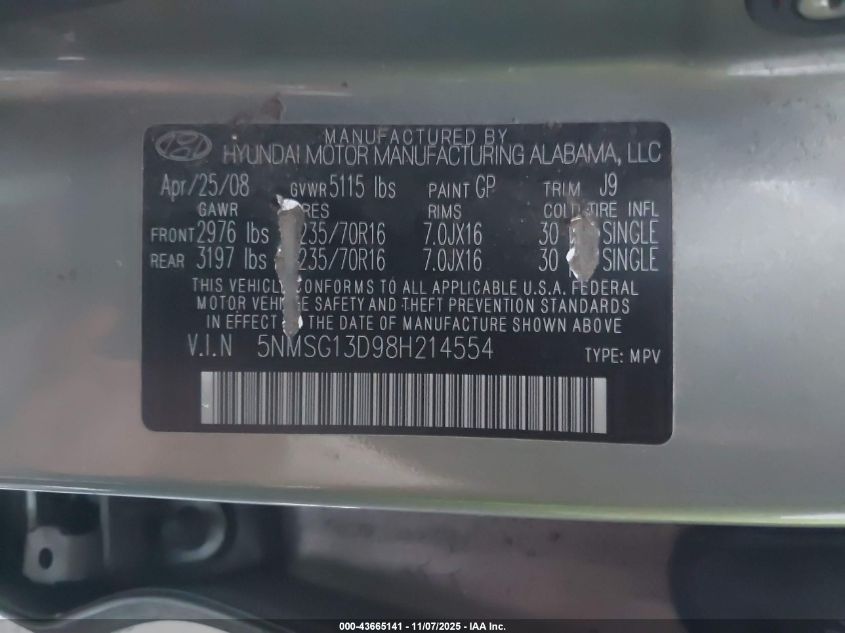 MANUFACTURED BY
HYUNDAI MOTOR MANUFACTURING ALABAMA, LLC
Apr/25/08 GVWR 5115 lbs PAINT GP TRIM J9
GAWR RES RIMS COLD TIRE INFL
FRONT 2976 lbs 235/70R16 7.0JX16 30 SINGLE
REAR 3197 lbs 235/70R16 7.0JX16 30 SINGLE
THIS VEHICLE CONFORMS TO ALL APPLICABLE U.S.A. FEDERAL
MOTOR VEHICLE SAFETY AND THEFT PREVENTION STANDARDS
IN EFFECT THE DATE OF MANUFACTURE SHOWN ABOVE
V.I.N 5NMSG13D98H214554 TYPE: MPV
000-43665141 - 11/07/2025 - IAA Inc.